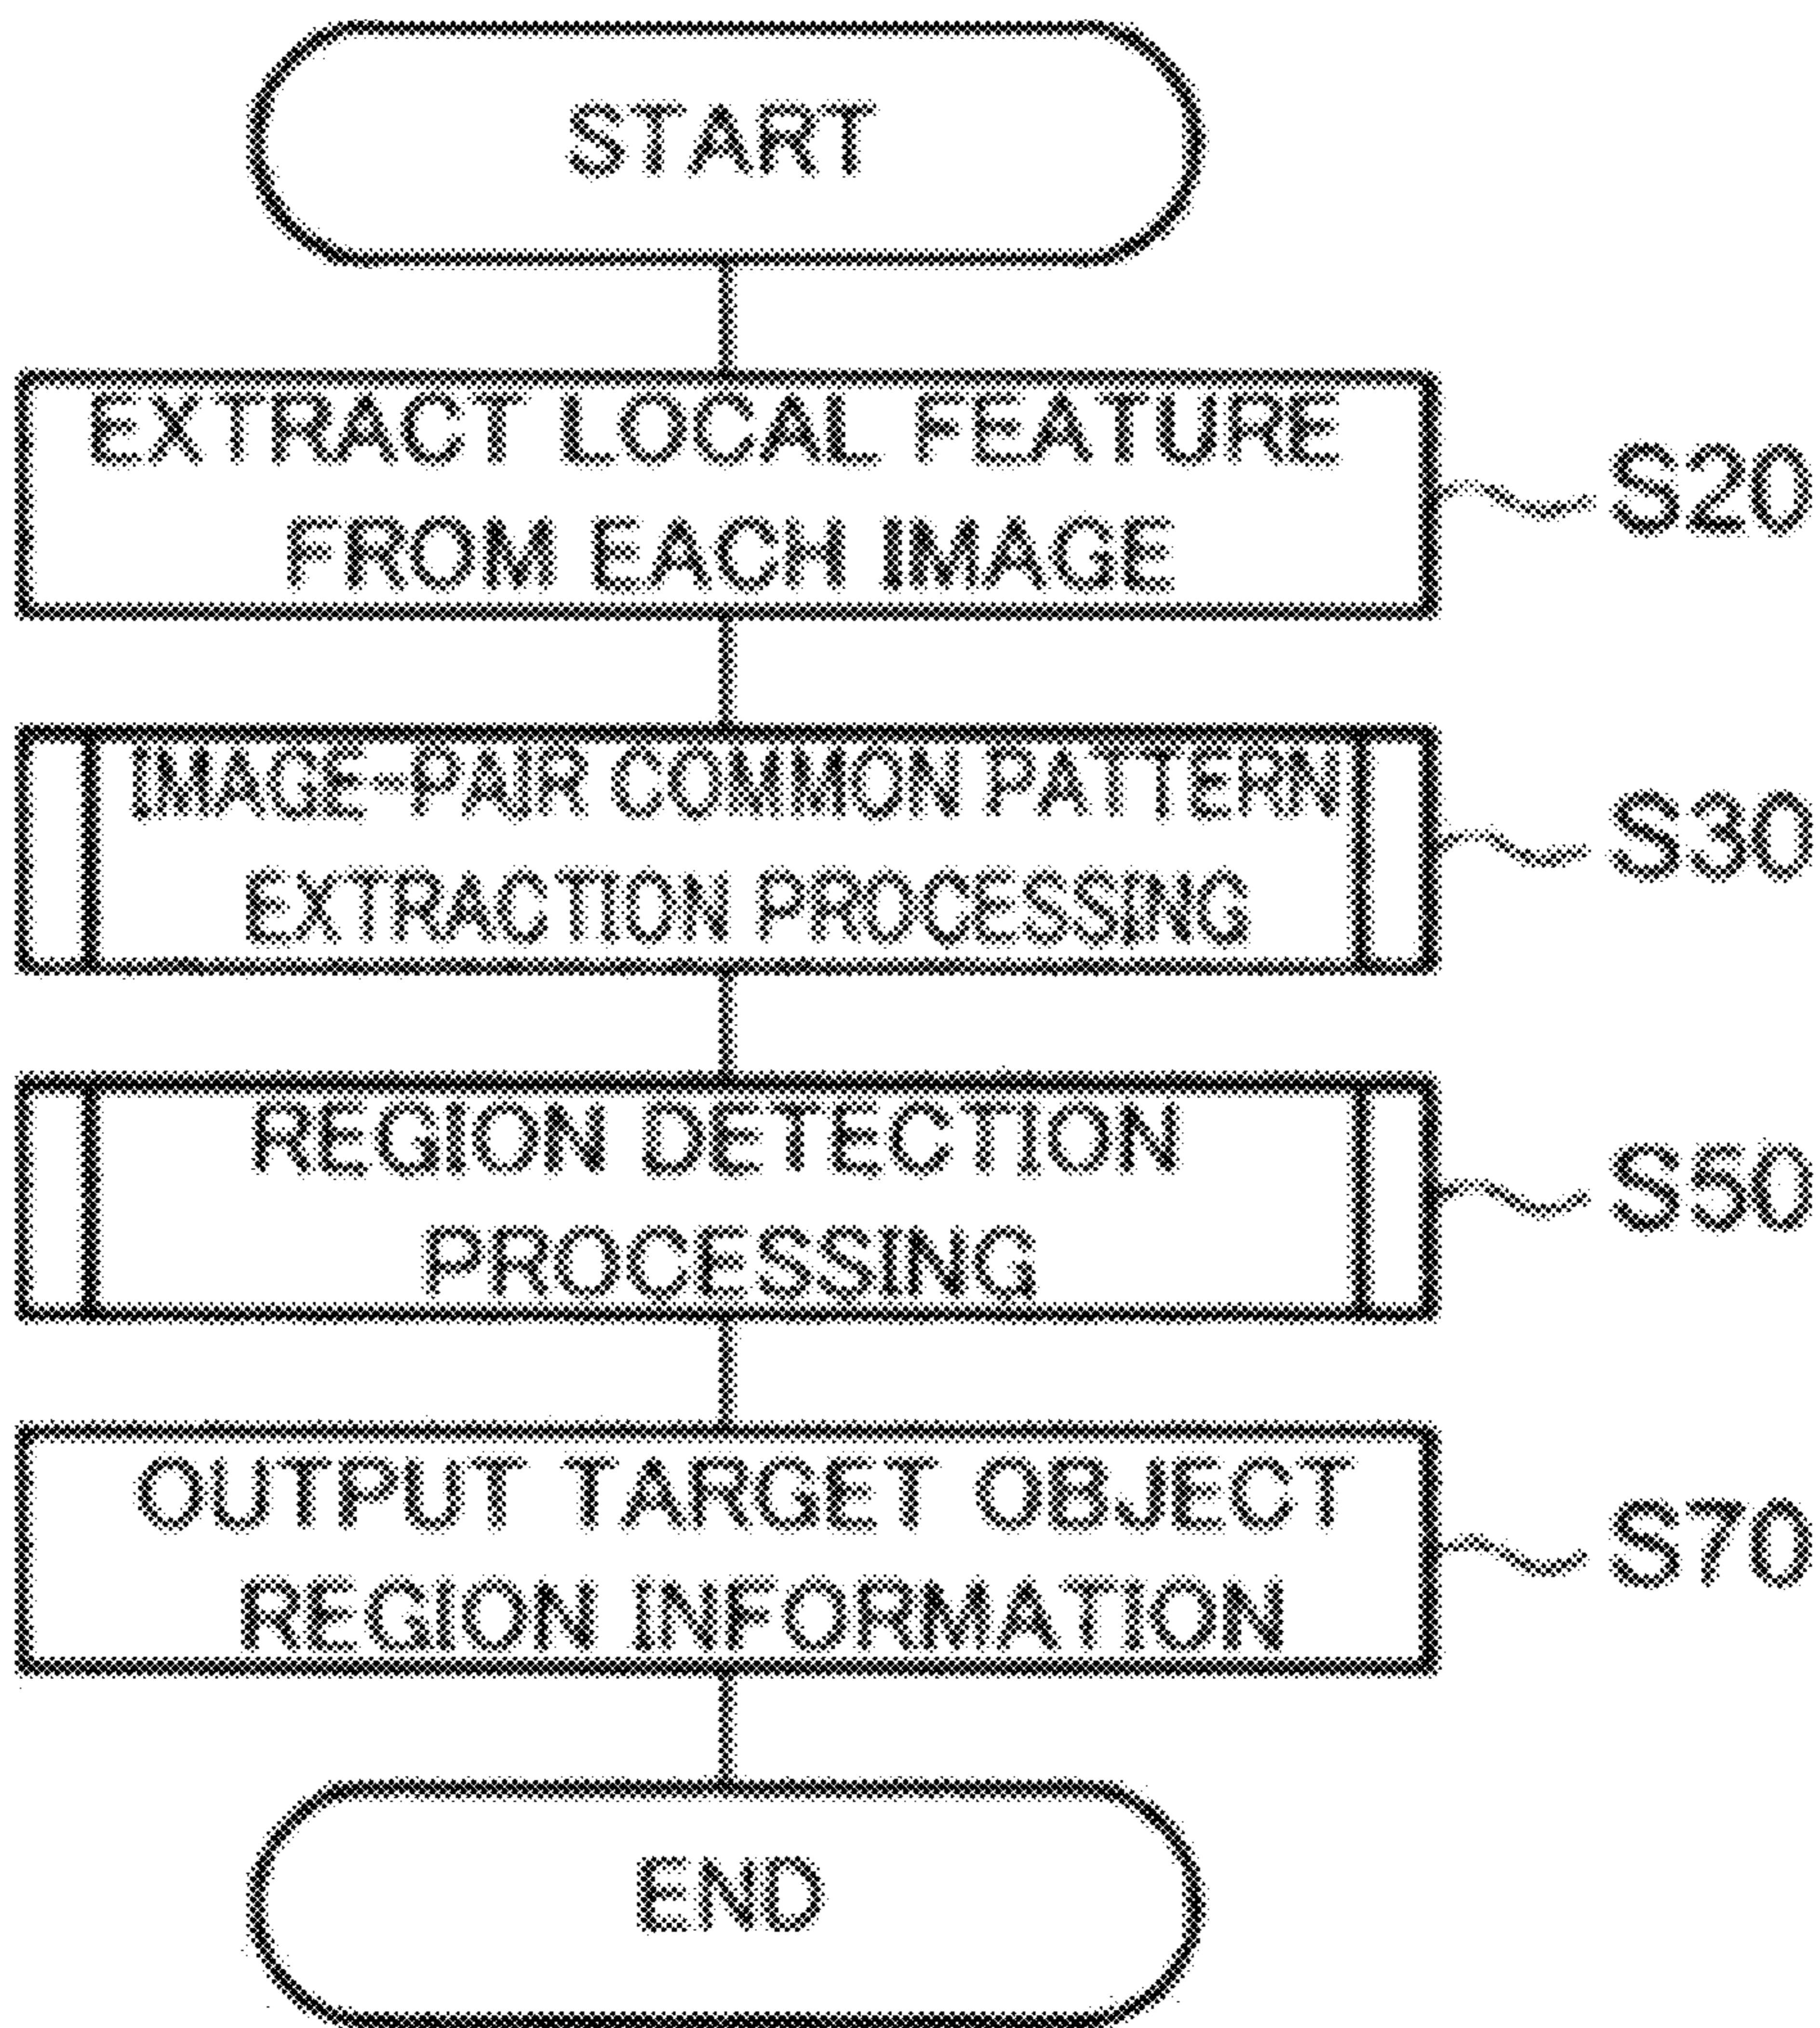 START
EXTRACT LOCAL FEATURE
FROM EACH IMAGE
S20
IMAGE-PAIR COMMON PATTERN
EXTRACTION PROCESSING
S30
REGION DETECTION
PROCESSING
S50
OUTPUT TARGET OBJECT
REGION INFORMATION
S70
END